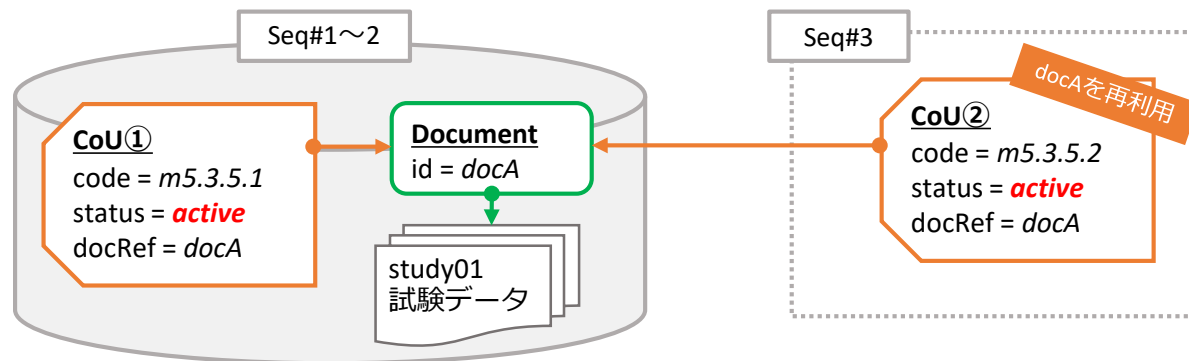 Seq#1～2
CoU①
code = m5.3.5.1
status = active
docRef = docA
Document
id = docA
study01
試験データ
Seq#3
docAを再利用
CoU②
code = m5.3.5.2
status = active
docRef = docA